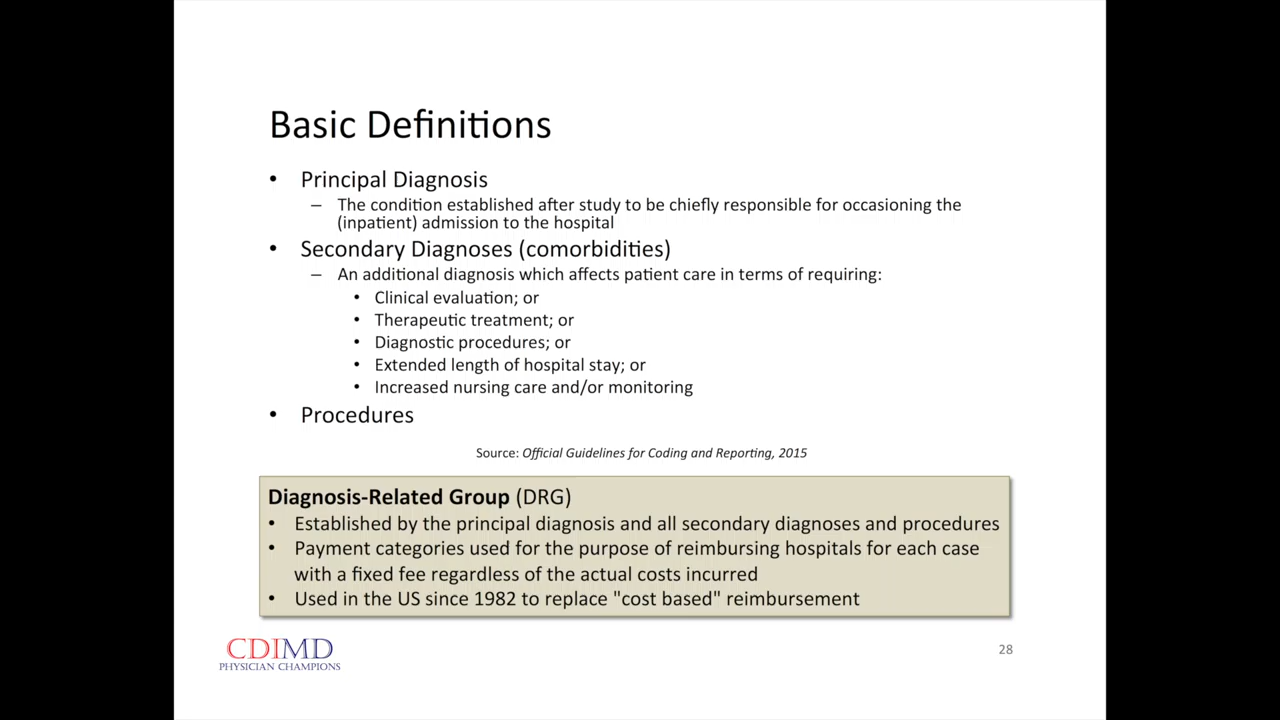 Basic Definitions
• Principal Diagnosis
– The condition established after study to be chiefly responsible for occasioning the
(inpatient) admission to the hospital
• Secondary Diagnoses (comorbidities)
– An additional diagnosis which affects patient care in terms of requiring:
• Clinical evaluation; or
• Therapeutic treatment; or
• Diagnostic procedures; or
• Extended length of hospital stay; or
• Increased nursing care and/or monitoring
• Procedures
Source: Official Guidelines for Coding and Reporting, 2015
Diagnosis-Related Group (DRG)
• Established by the principal diagnosis and all secondary diagnoses and procedures
• Payment categories used for the purpose of reimbursing hospitals for each case
with a fixed fee regardless of the actual costs incurred
• Used in the US since 1982 to replace "cost based" reimbursement
CDIMD
PHYSICIAN CHAMPIONS
28